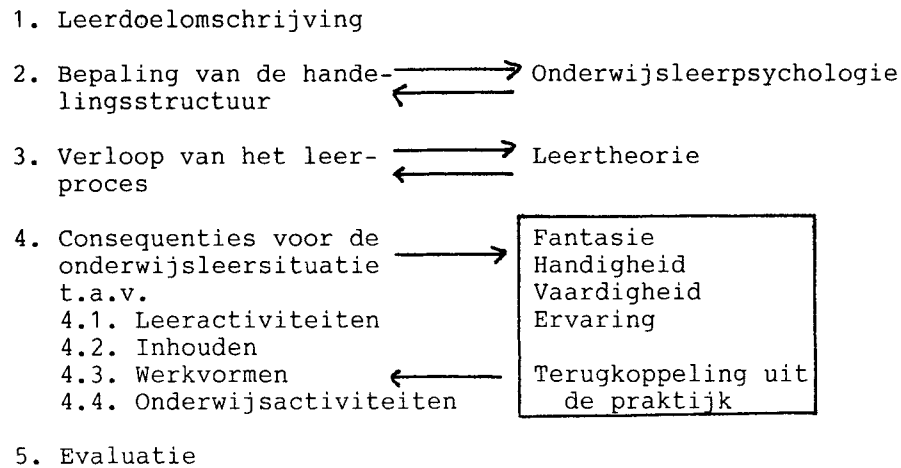 1. Leerdoelomschrijving
2. Bepaling van de hande-
lingsstructuur
Onderwijsleerpsychologie
3. Verloop van het leer-
proces
Leertheorie
4. Consequenties voor de
onderwijsleersituatie
t.a.v.
4.1. Leeractiviteiten
4.2. Inhouden
4.3. Werkvormen
4.4. Onderwijsactiviteiten
Fantasie
Handigheid
Vaardigheid
Ervaring
Terugkoppeling uit
de praktijk
5. Evaluatie